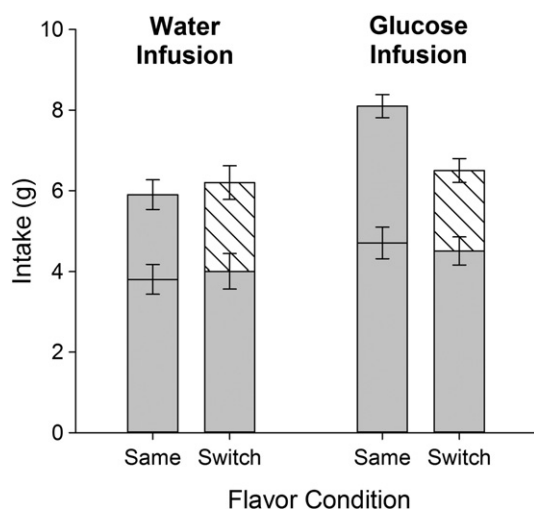 Water
Infusion
Glucose
Infusion
10
8
6
4
2
0
Intake (g)
Same
Switch
Same
Switch
Flavor Condition